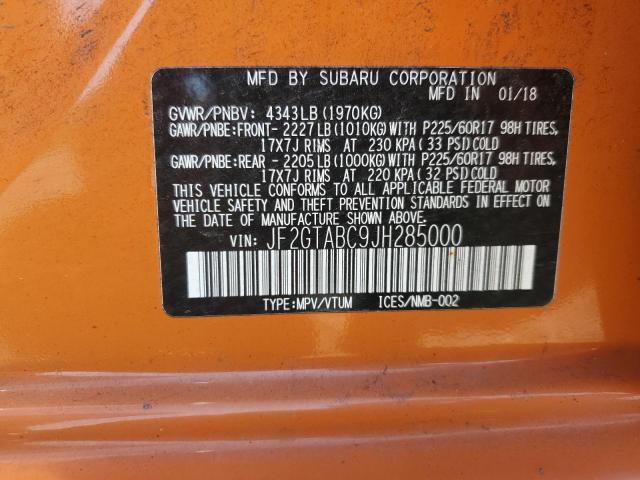 MFD BY SUBARU CORPORATION
MFD IN 01/18
GVWR/PNBV: 4343LB(1970KG)
GAWR/PNBE:FRONT-2227LB(1010KG)WITH P225/60R17 98H TIRES,
17X7J RIMS AT 230 KPA(33 PSI)COLD
GAWR/PNBE:REAR -2205LB(1000KG)WITH P225/60R17 98H TIRES,
17X7J RIMS AT 220 KPA(32 PSI)COLD
THIS VEHICLE CONFORMS TO ALL APPLICABLE FEDERAL MOTOR
VEHICLE SAFETY AND THEFT PREVENTION STANDARDS IN EFFECT ON
THE DATE OF MANUFACTURE SHOWN ABOVE.
VIN: JF2GTABC9JH285000
TYPE:MPV/VTUM ICES/NMB-002